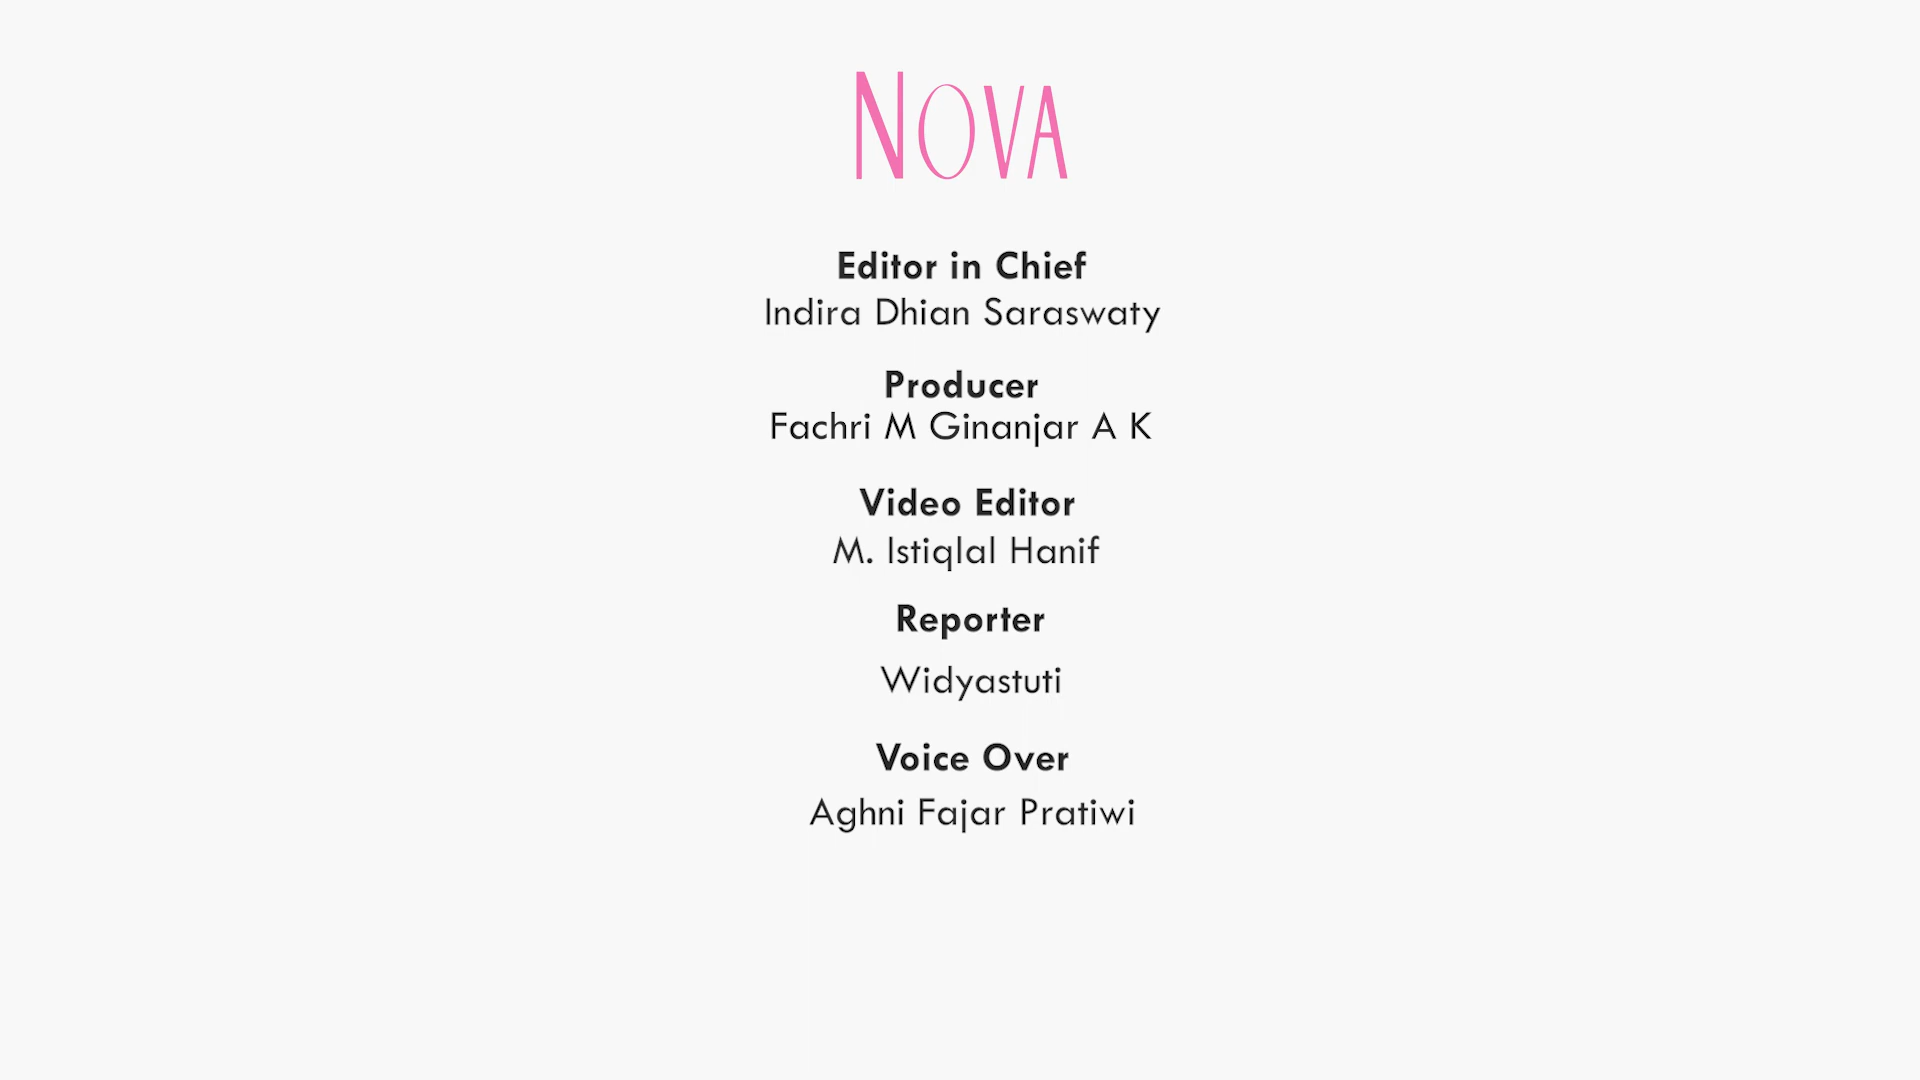 NOVA
Editor in Chief
Indira Dhian Saraswaty
Producer
Fachri M Ginanjar A K
Video Editor
M. Istiqlal Hanif
Reporter
Widyastuti
Voice Over
Aghni Fajar Pratiwi